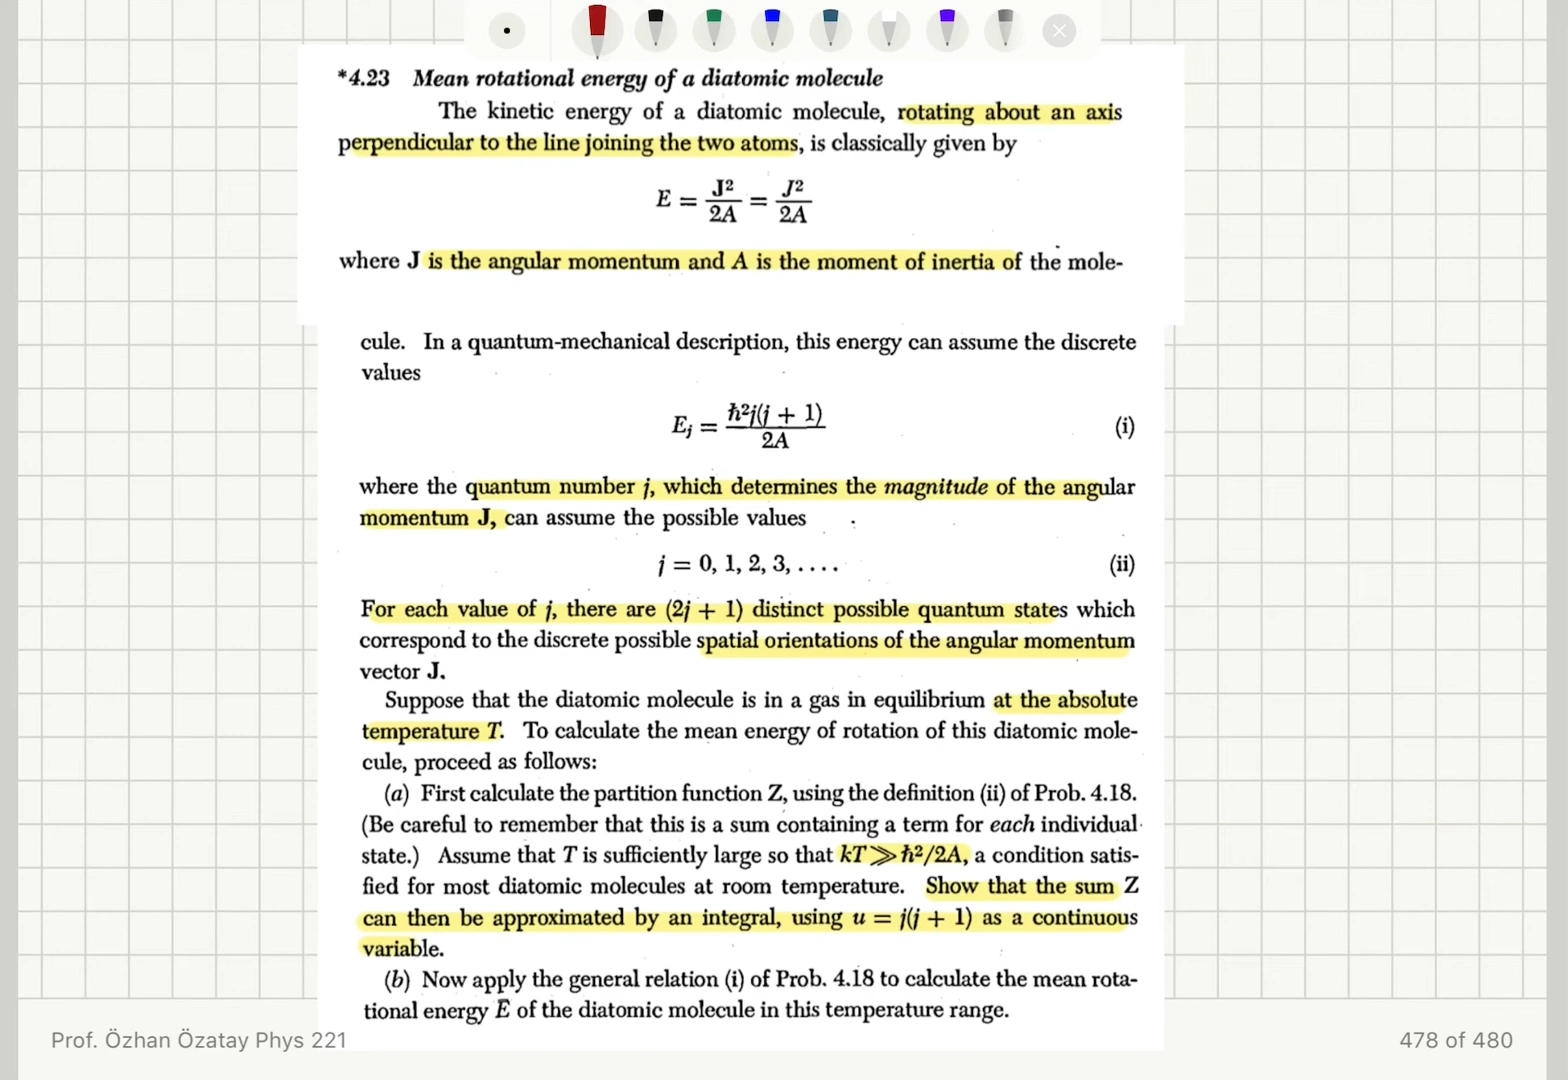 *4.23 Mean rotational energy of a diatomic molecule
The kinetic energy of a diatomic molecule, rotating about an axis
perpendicular to the line joining the two atoms, is classically given by
E = J²/2A = J²/2A
where J is the angular momentum and A is the moment of inertia of the mole-
cule. In a quantum-mechanical description, this energy can assume the discrete
values
Eⱼ = ħ²j(j + 1)/2A (i)
where the quantum number j, which determines the magnitude of the angular
momentum J, can assume the possible values
j = 0, 1, 2, 3, . . . . (ii)
For each value of j, there are (2j + 1) distinct possible quantum states which
correspond to the discrete possible spatial orientations of the angular momentum
vector J.
Suppose that the diatomic molecule is in a gas in equilibrium at the absolute
temperature T. To calculate the mean energy of rotation of this diatomic mole-
cule, proceed as follows:
(a) First calculate the partition function Z, using the definition (ii) of Prob. 4.18.
(Be careful to remember that this is a sum containing a term for each individual
state.) Assume that T is sufficiently large so that kT ≫ ħ²/2A, a condition satis-
fied for most diatomic molecules at room temperature. Show that the sum Z
can then be approximated by an integral, using u = j(j + 1) as a continuous
variable.
(b) Now apply the general relation (i) of Prob. 4.18 to calculate the mean rota-
tional energy E̅ of the diatomic molecule in this temperature range.
Prof. Özhan Özatay Phys 221
478 of 480